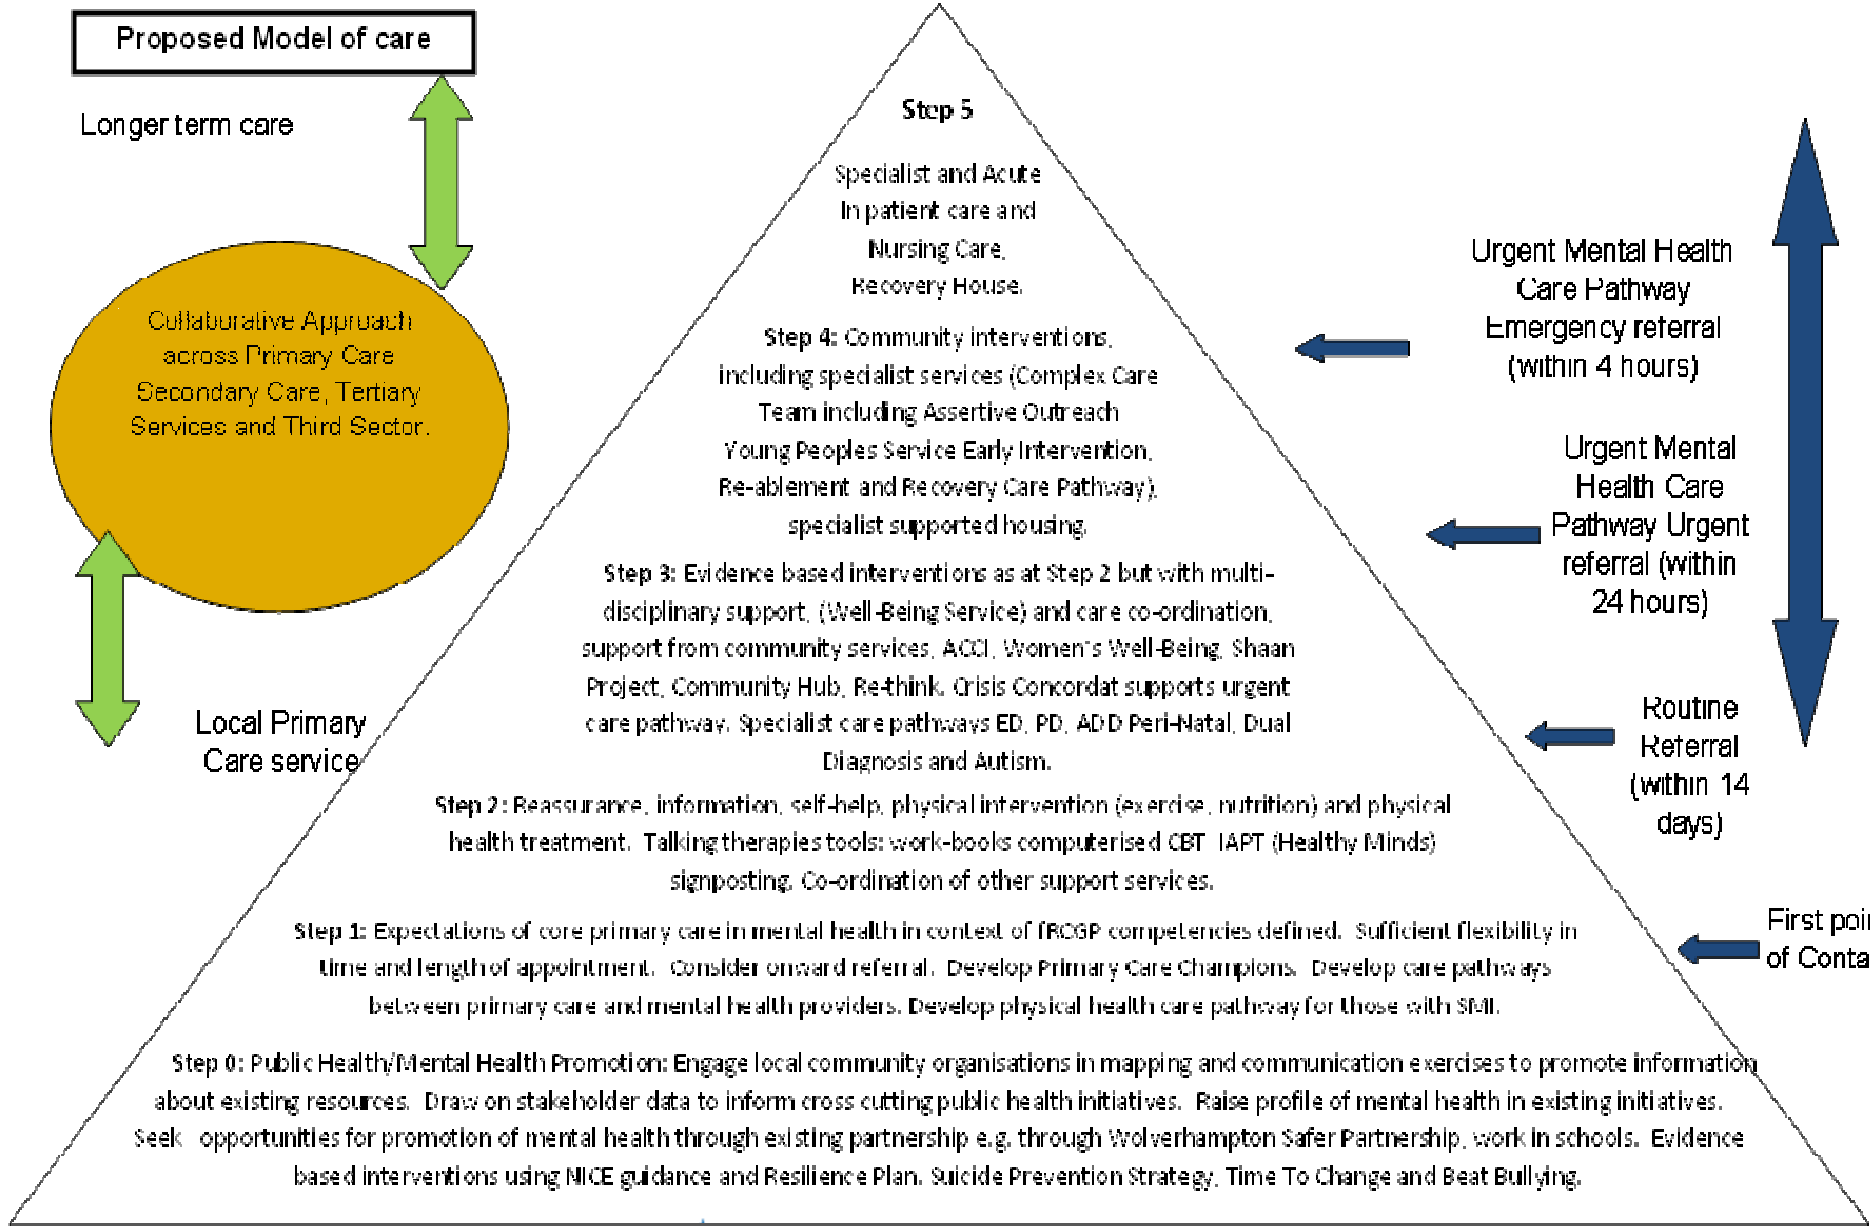 Proposed Model of care
Longer term care
Collaborative Approach
across Primary Care
Secondary Care, Tertiary
Services and Third Sector.
Local Primary
Care service
Step 5
Specialist and Acute
In patient care and
Nursing Care,
Recovery House.
Step 4: Community interventions,
including specialist services (Complex Care
Team including Assertive Outreach
Young Peoples Service Early Intervention,
Re-ablement and Recovery Care Pathway),
specialist supported housing.
Step 3: Evidence based interventions as at Step 2 but with multi-
disciplinary support, (Well-Being Service) and care co-ordination,
support from community services, ACCI, Women's Well-Being, Shaan
Project, Community Hub, Re-think. Crisis Concordat supports urgent
care pathway. Specialist care pathways ED, PD, ADD Peri-Natal, Dual
Diagnosis and Autism.
Step 2: Reassurance, information, self-help, physical intervention (exercise, nutrition) and physical
health treatment. Talking therapies tools: work-books computerised CBT IAPT (Healthy Minds)
signposting. Co-ordination of other support services.
Step 1: Expectations of core primary care in mental health in context of fRCGP competencies defined. Sufficient flexibility in
time and length of appointment. Consider onward referral. Develop Primary Care Champions. Develop care pathways
between primary care and mental health providers. Develop physical health care pathway for those with SMI.
Step 0: Public Health/Mental Health Promotion: Engage local community organisations in mapping and communication exercises to promote information
about existing resources. Draw on stakeholder data to inform cross cutting public health initiatives. Raise profile of mental health in existing initiatives.
Seek opportunities for promotion of mental health through existing partnership e.g. through Wolverhampton Safer Partnership, work in schools. Evidence
based interventions using NICE guidance and Resilience Plan. Suicide Prevention Strategy, Time To Change and Beat Bullying.
Urgent Mental Health
Care Pathway
Emergency referral
(within 4 hours)
Urgent Mental
Health Care
Pathway Urgent
referral (within
24 hours)
Routine
Referral
(within 14
days)
First poi
of Conta